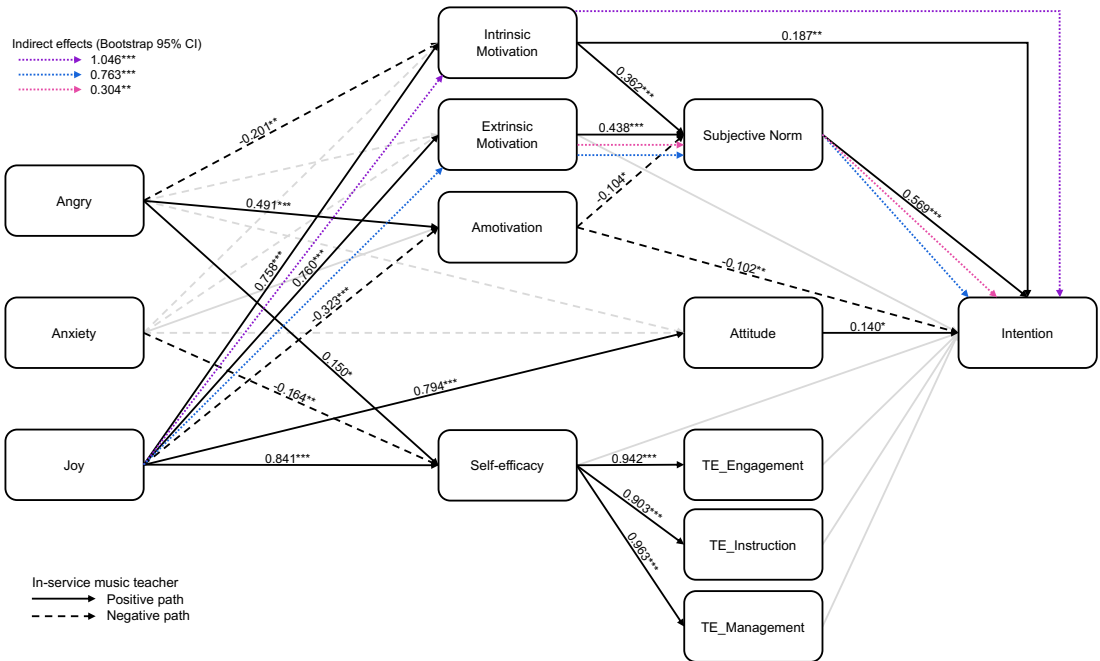 Indirect effects (Bootstrap 95% CI)
1.046***
0.763***
0.304**
Intrinsic
Motivation
0.187**
0.362***
Extrinsic
Motivation
0.438***
Subjective Norm
-0.201**
Angry
0.491***
Amotivation
-0.104*
0.569***
-0.102**
0.758***
0.760***
-0.323***
Anxiety
Attitude
0.140*
Intention
0.150*
-0.164**
0.794***
Joy
0.841***
Self-efficacy
0.942***
TE_Engagement
0.903***
TE_Instruction
0.963***
TE_Management
In-service music teacher
Positive path
Negative path